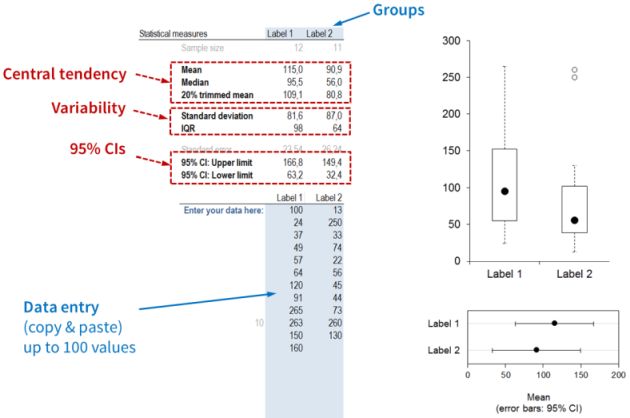 Groups
Statistical measures Label 1 Label 2
Sample size 12 11
Central tendency
Mean 115,0 90,9
Median 95,5 56,0
20% trimmed mean 109,1 80,8
Variability
Standard deviation 81,6 87,0
IQR 98 64
95% CIs
Standard error 23,54 26,24
95% CI: Upper limit 166,8 149,4
95% CI: Lower limit 63,2 32,4
Label 1 Label 2
Enter your data here: 100 13
24 250
37 33
49 74
57 22
64 56
120 45
91 44
265 73
10 263 260
150 130
160
Data entry
(copy & paste)
up to 100 values
300
250
200
150
100
50
0
Label 1 Label 2
Label 1
Label 2
0 50 100 150 200
Mean
(error bars: 95% CI)